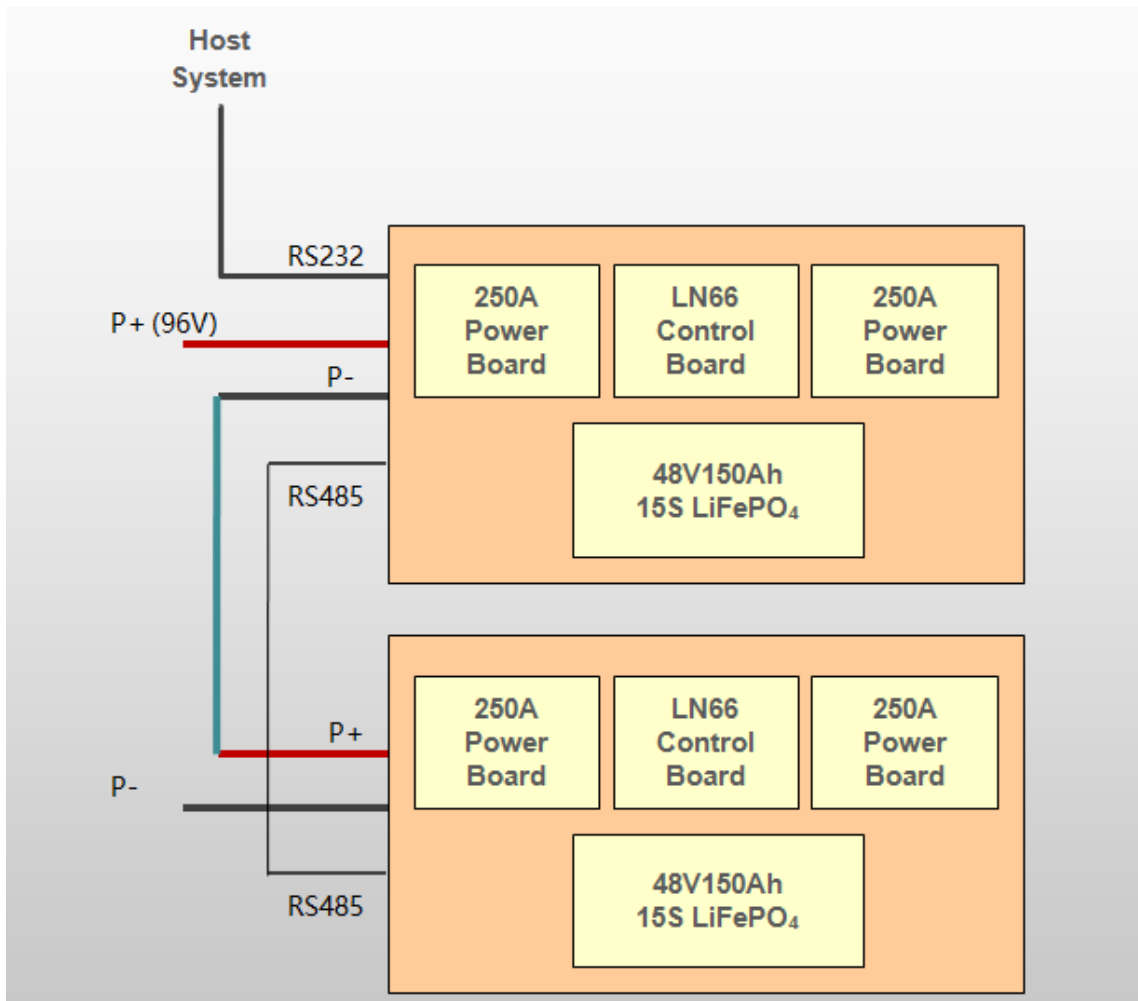 Host
System
RS232
P+ (96V)
P-
RS485
250A
Power
Board
LN66
Control
Board
250A
Power
Board
48V150Ah
15S LiFePO₄
P+
P-
RS485
250A
Power
Board
LN66
Control
Board
250A
Power
Board
48V150Ah
15S LiFePO₄